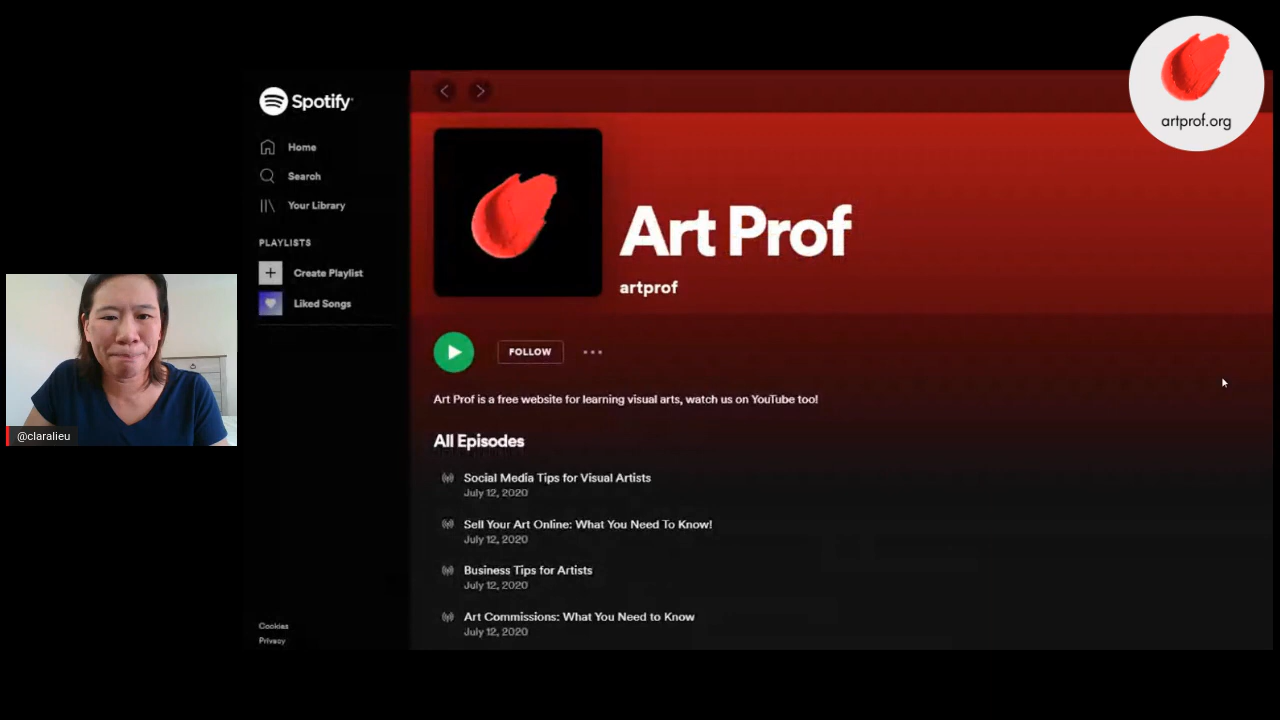 artprof.org
Spotify
Home
Search
Your Library
PLAYLISTS
Create Playlist
Liked Songs
Cookies
Privacy
Art Prof
artprof
FOLLOW
Art Prof is a free website for learning visual arts, watch us on YouTube too!
All Episodes
Social Media Tips for Visual Artists
July 12, 2020
Sell Your Art Online: What You Need To Know!
July 12, 2020
Business Tips for Artists
July 12, 2020
Art Commissions: What You Need to Know
July 12, 2020
@claralieu